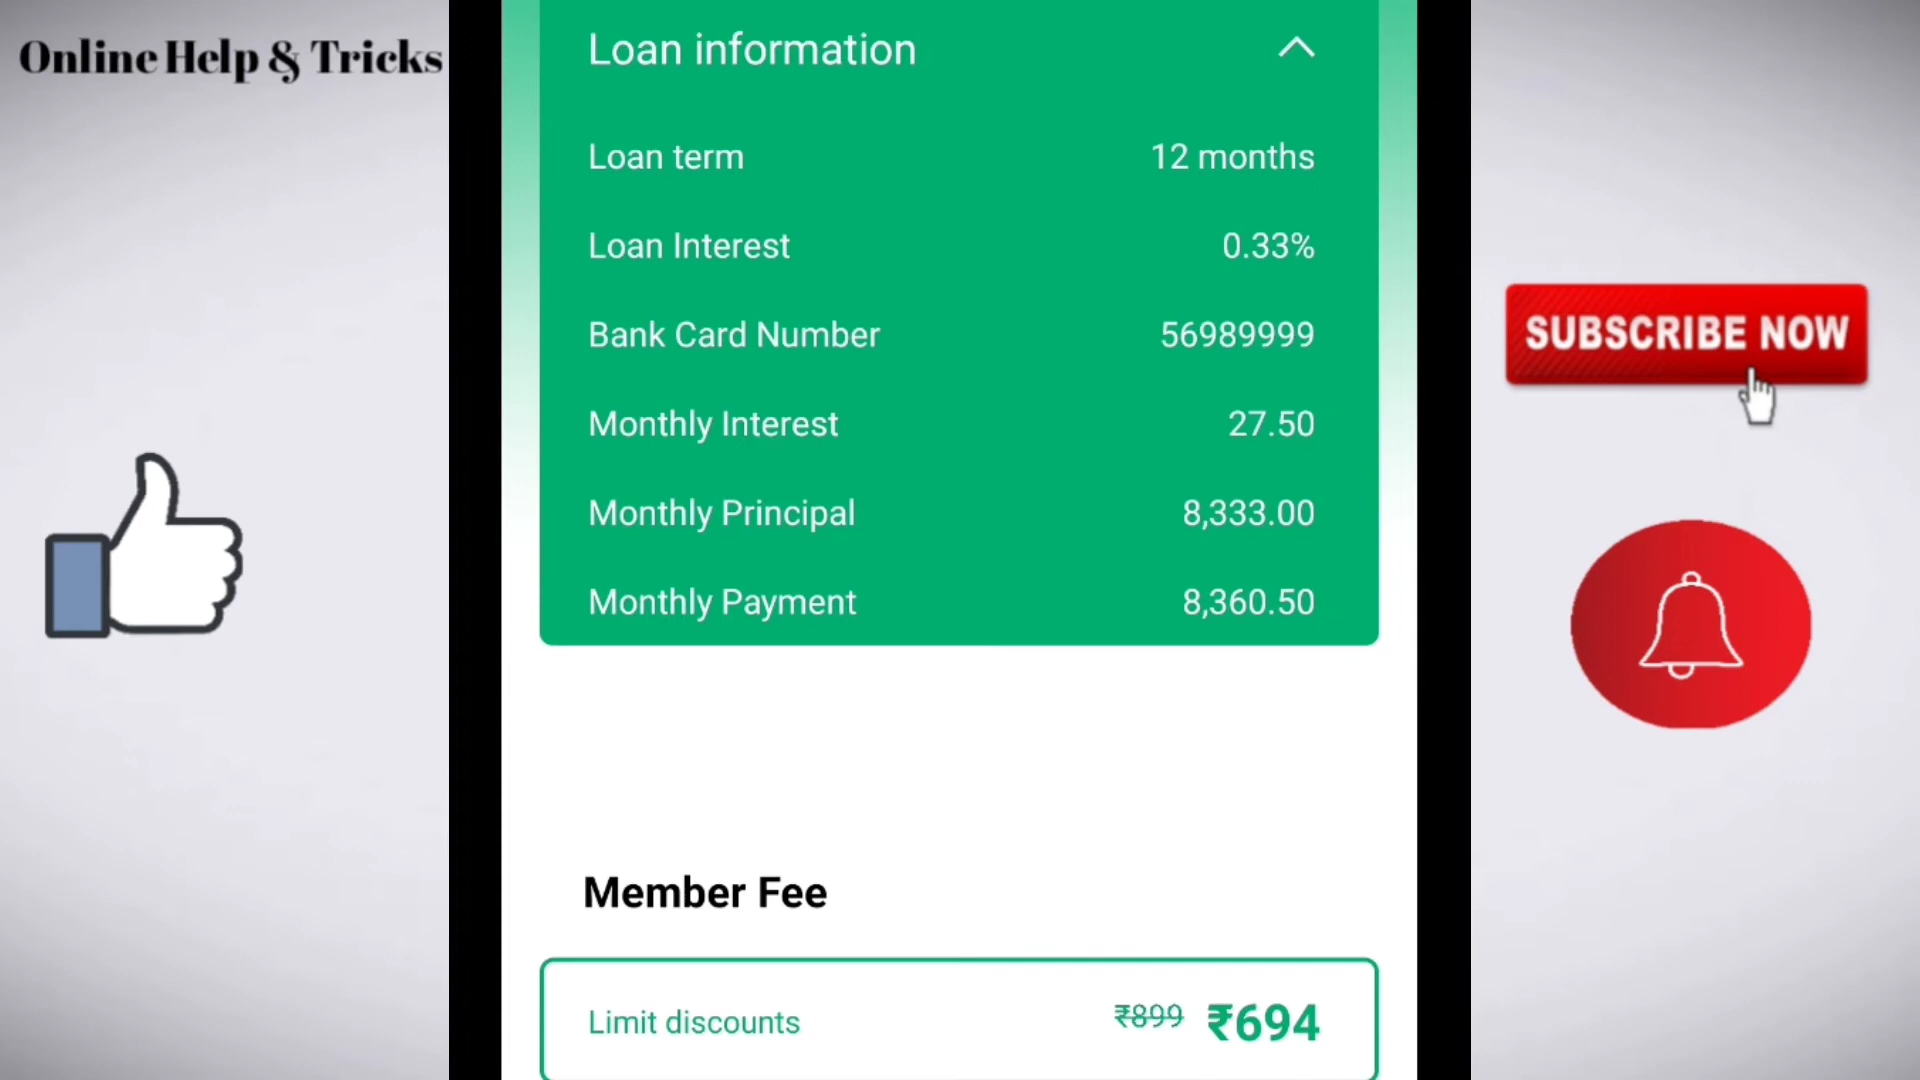 Online Help & Tricks
Loan information
Loan term 12 months
Loan Interest 0.33%
Bank Card Number 56989999
Monthly Interest 27.50
Monthly Principal 8,333.00
Monthly Payment 8,360.50
SUBSCRIBE NOW
Member Fee
Limit discounts ₹899 ₹694